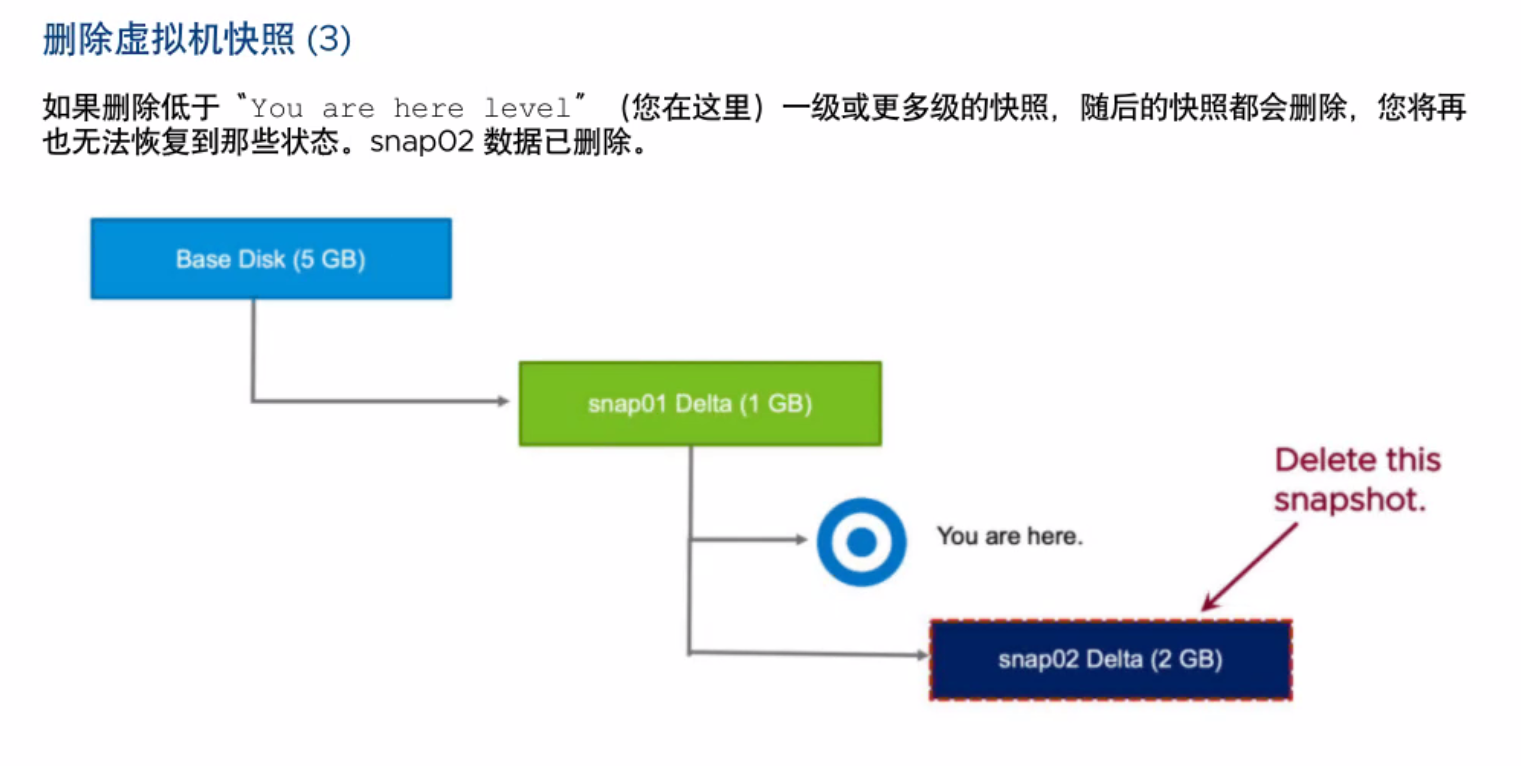 删除虚拟机快照 (3)
如果删除低于〝You are here level〞（您在这里）一级或更多级的快照，随后的快照都会删除，您将再
也无法恢复到那些状态。snap02 数据已删除。
Base Disk (5 GB)
snap01 Delta (1 GB)
Delete this
snapshot.
You are here.
snap02 Delta (2 GB)